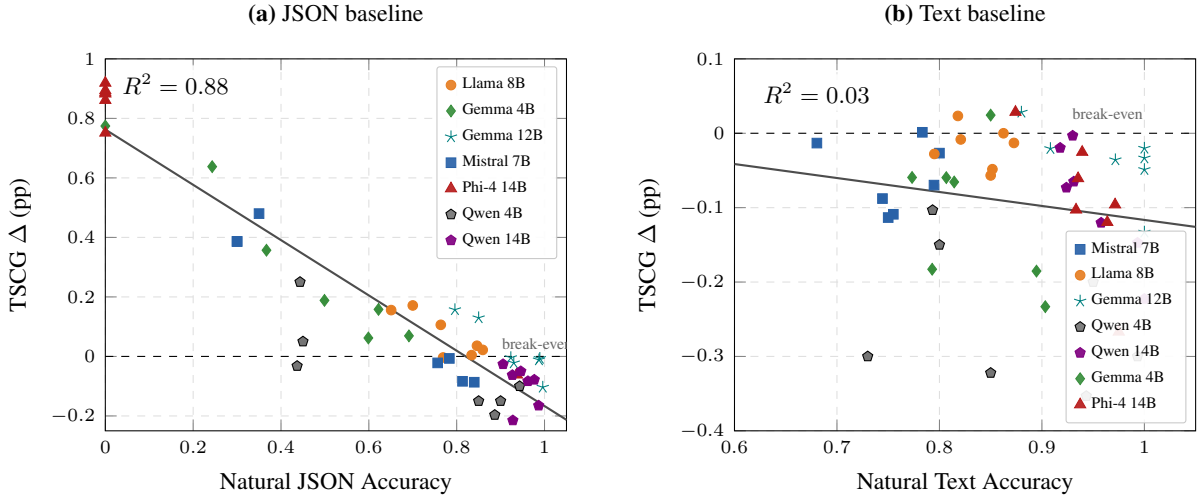 (a) JSON baseline
1
0.8
0.6
0.4
0.2
0
−0.2
0
0.2
0.4
0.6
0.8
1
TSCG Δ (pp)
Natural JSON Accuracy
R² = 0.88
break-even
Llama 8B
Gemma 4B
Gemma 12B
Mistral 7B
Phi-4 14B
Qwen 4B
Qwen 14B
(b) Text baseline
0.1
0
−0.1
−0.2
−0.3
−0.4
0.6
0.7
0.8
0.9
1
TSCG Δ (pp)
Natural Text Accuracy
R² = 0.03
break-even
Mistral 7B
Llama 8B
Gemma 12B
Qwen 4B
Qwen 14B
Gemma 4B
Phi-4 14B